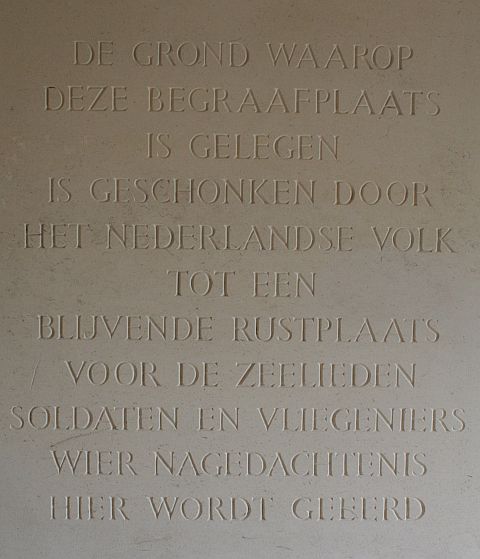 DE GROND WAAROP
DEZE BEGRAAFPLAATS
IS GELEGEN
IS GESCHONKEN DOOR
HET NEDERLANDSE VOLK
TOT EEN
BLIJVENDE RUSTPLAATS
VOOR DE ZEELIEDEN
SOLDATEN EN VLIEGENIERS
WIER NAGEDACHTENIS
HIER WORDT GEËERD